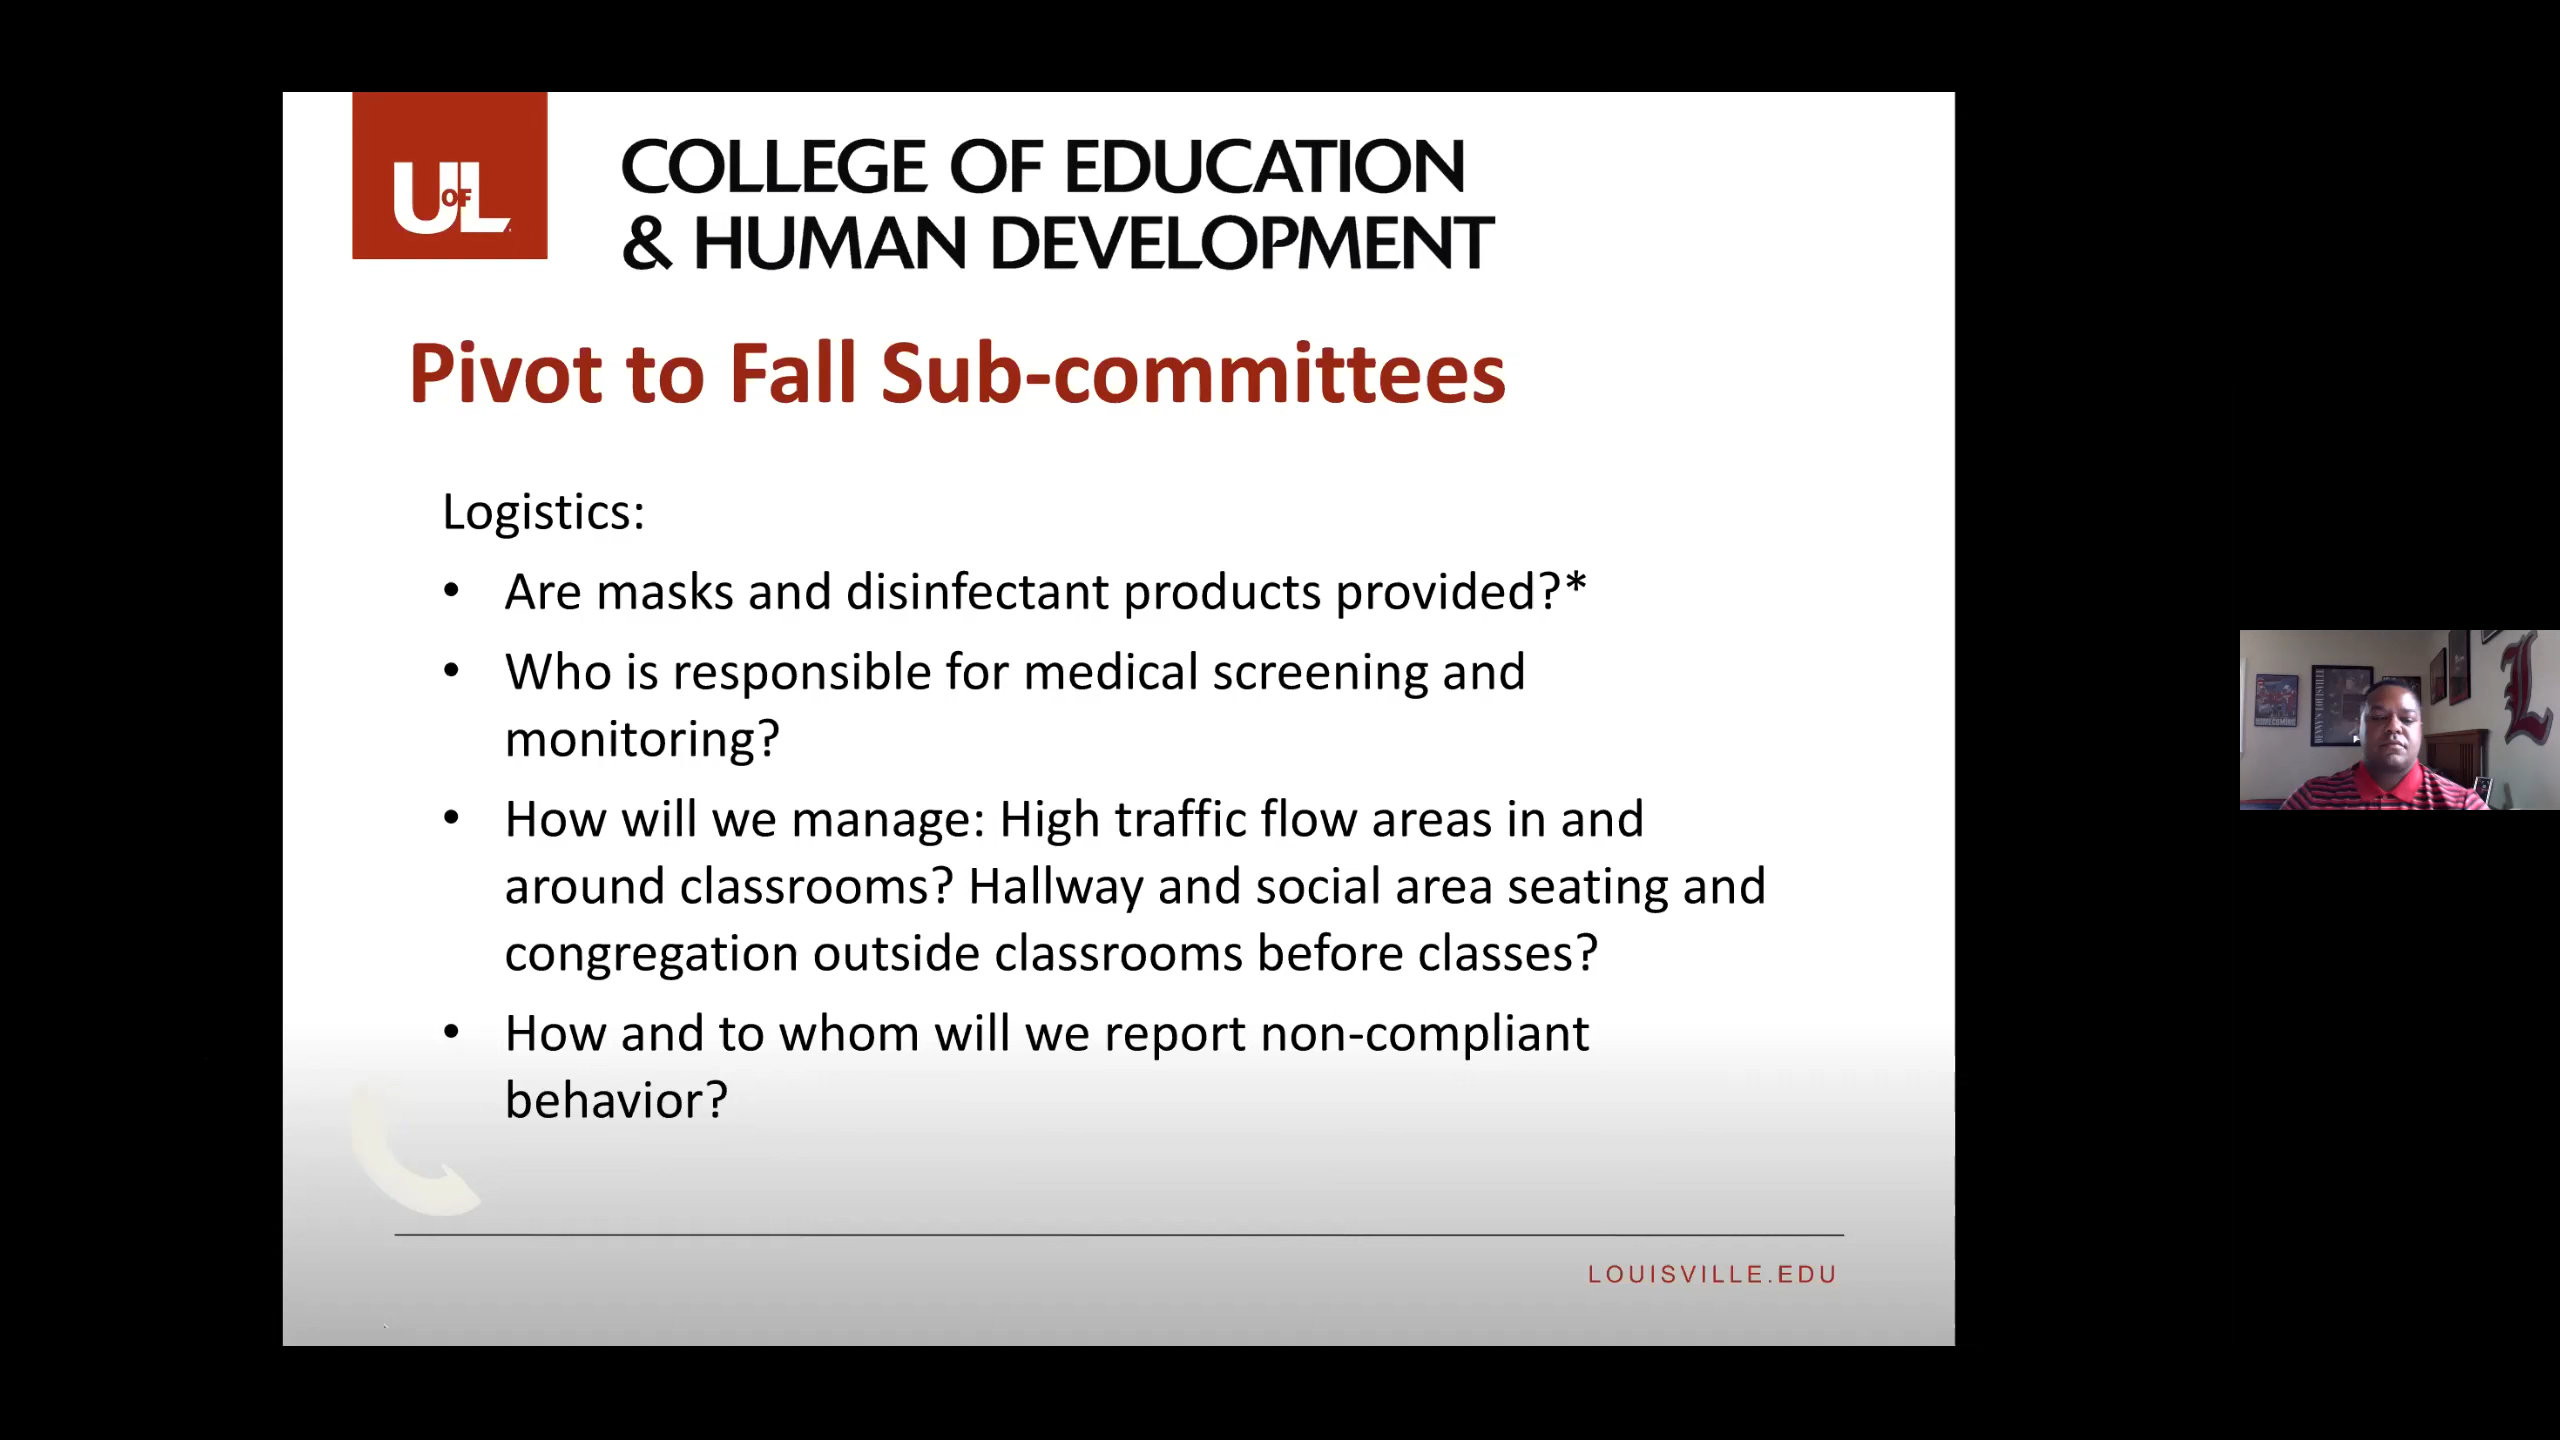 U OF L
COLLEGE OF EDUCATION
& HUMAN DEVELOPMENT
Pivot to Fall Sub-committees
Logistics:
• Are masks and disinfectant products provided?*
• Who is responsible for medical screening and
monitoring?
• How will we manage: High traffic flow areas in and
around classrooms? Hallway and social area seating and
congregation outside classrooms before classes?
• How and to whom will we report non-compliant
behavior?
LOUISVILLE.EDU
L